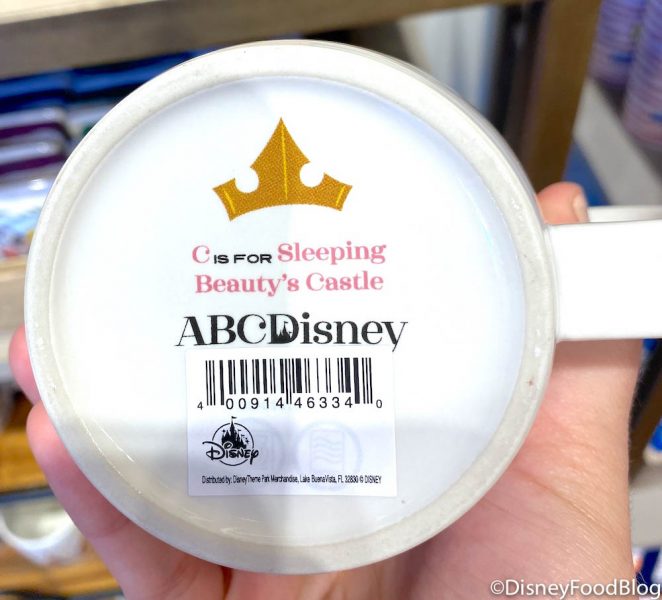 C IS FOR Sleeping
Beauty's Castle
ABCDisney
4 00914 46334 0
Disney
Distributed by: Disney Theme Park Merchandise, Lake Buena Vista, FL 32830 © DISNEY
©DisneyFoodBlog